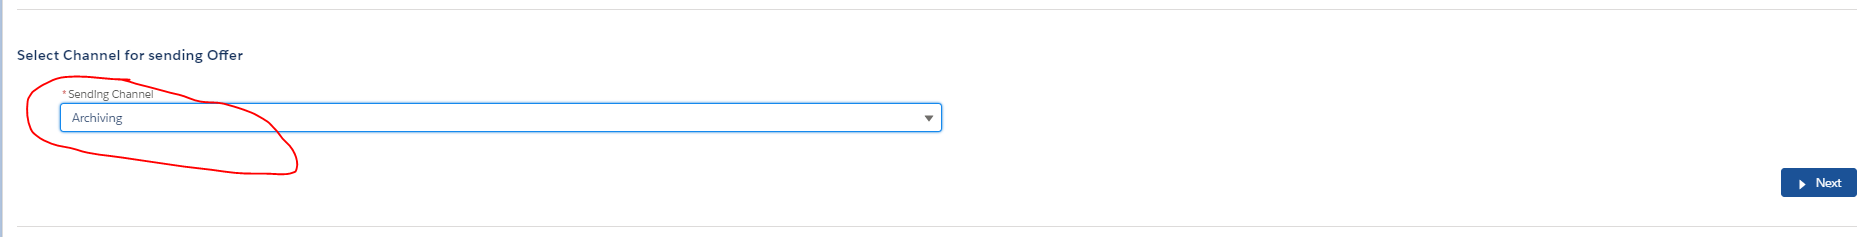 Select Channel for sending Offer
*Sending Channel
Archiving
Next